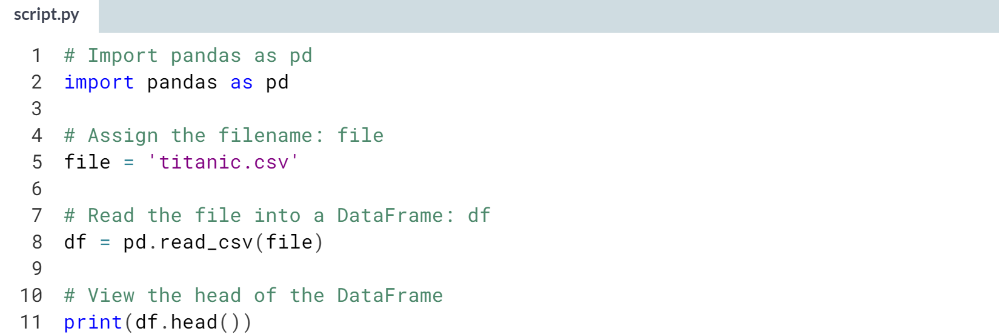 script.py
1 # Import pandas as pd
2 import pandas as pd
3
4 # Assign the filename: file
5 file = 'titanic.csv'
6
7 # Read the file into a DataFrame: df
8 df = pd.read_csv(file)
9
10 # View the head of the DataFrame
11 print(df.head())